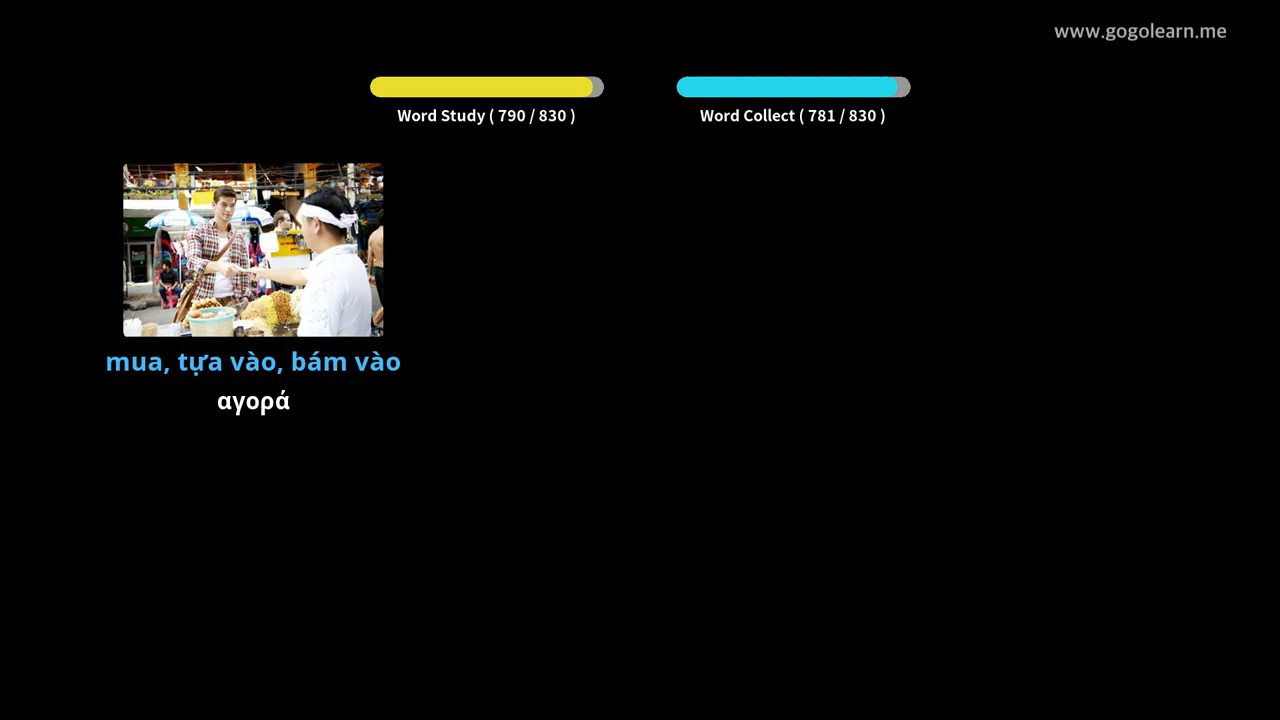 www.gogolearn.me
Word Study ( 790 / 830 )
Word Collect ( 781 / 830 )
mua, tựa vào, bám vào
αγορά